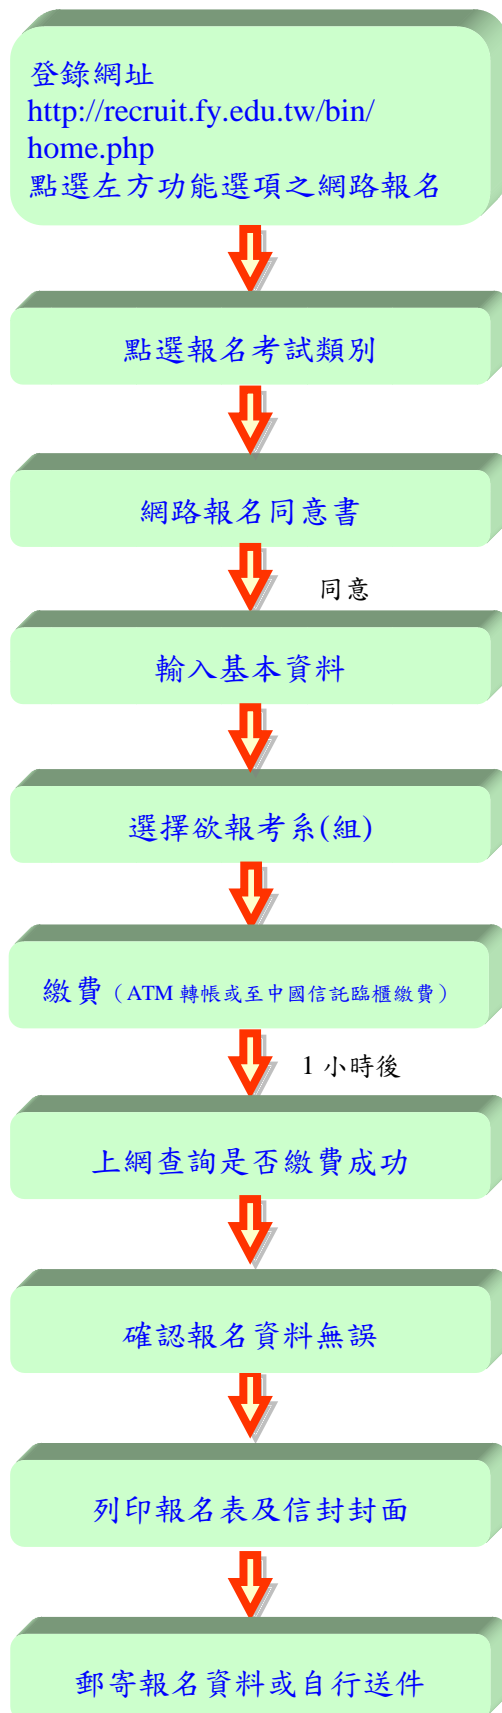 登錄網址
http://recruit.fy.edu.tw/bin/
home.php
點選左方功能選項之網路報名
點選報名考試類別
網路報名同意書
同意
輸入基本資料
選擇欲報考系(組)
繳費（ATM 轉帳或至中國信託臨櫃繳費）
1 小時後
上網查詢是否繳費成功
確認報名資料無誤
列印報名表及信封封面
郵寄報名資料或自行送件